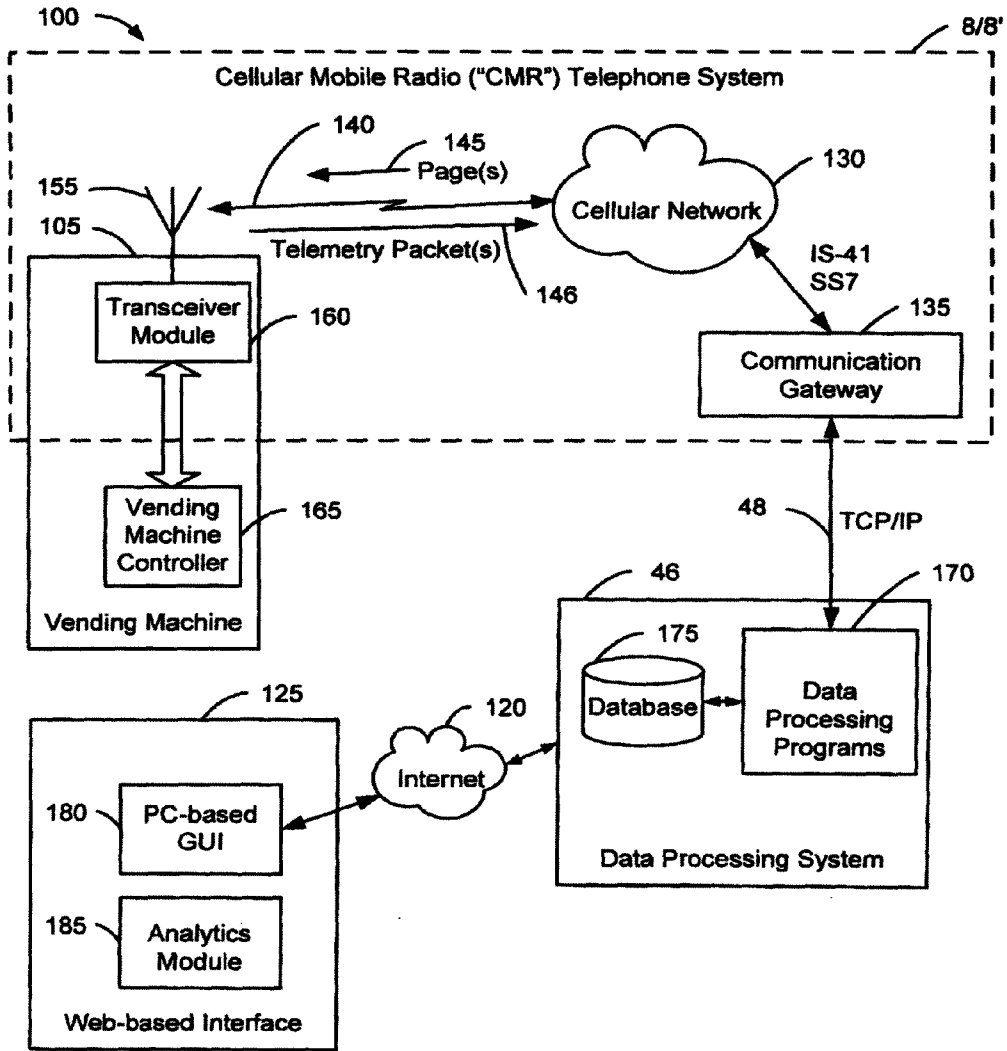 100
8/8'
Cellular Mobile Radio ("CMR") Telephone System
140
145
Page(s)
130
155
105
Cellular Network
Telemetry Packet(s)
146
IS-41
SS7
Transceiver
Module
160
135
Communication
Gateway
Vending
Machine
Controller
165
Vending Machine
48
TCP/IP
46
170
175
Database
Data
Processing
Programs
Data Processing System
125
120
Internet
180
PC-based
GUI
185
Analytics
Module
Web-based Interface